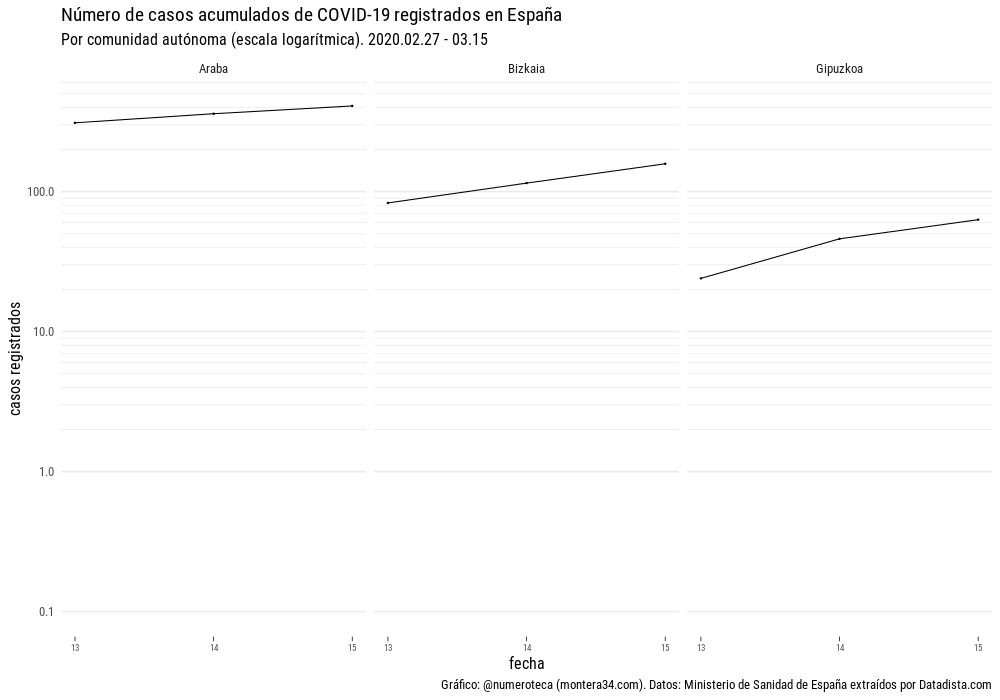 Número de casos acumulados de COVID-19 registrados en España
Por comunidad autónoma (escala logarítmica). 2020.02.27 - 03.15
Araba
Bizkaia
Gipuzkoa
casos registrados
100.0
10.0
1.0
0.1
13
14
15
13
14
15
13
14
15
fecha
Gráfico: @numeroteca (montera34.com). Datos: Ministerio de Sanidad de España extraídos por Datadista.com